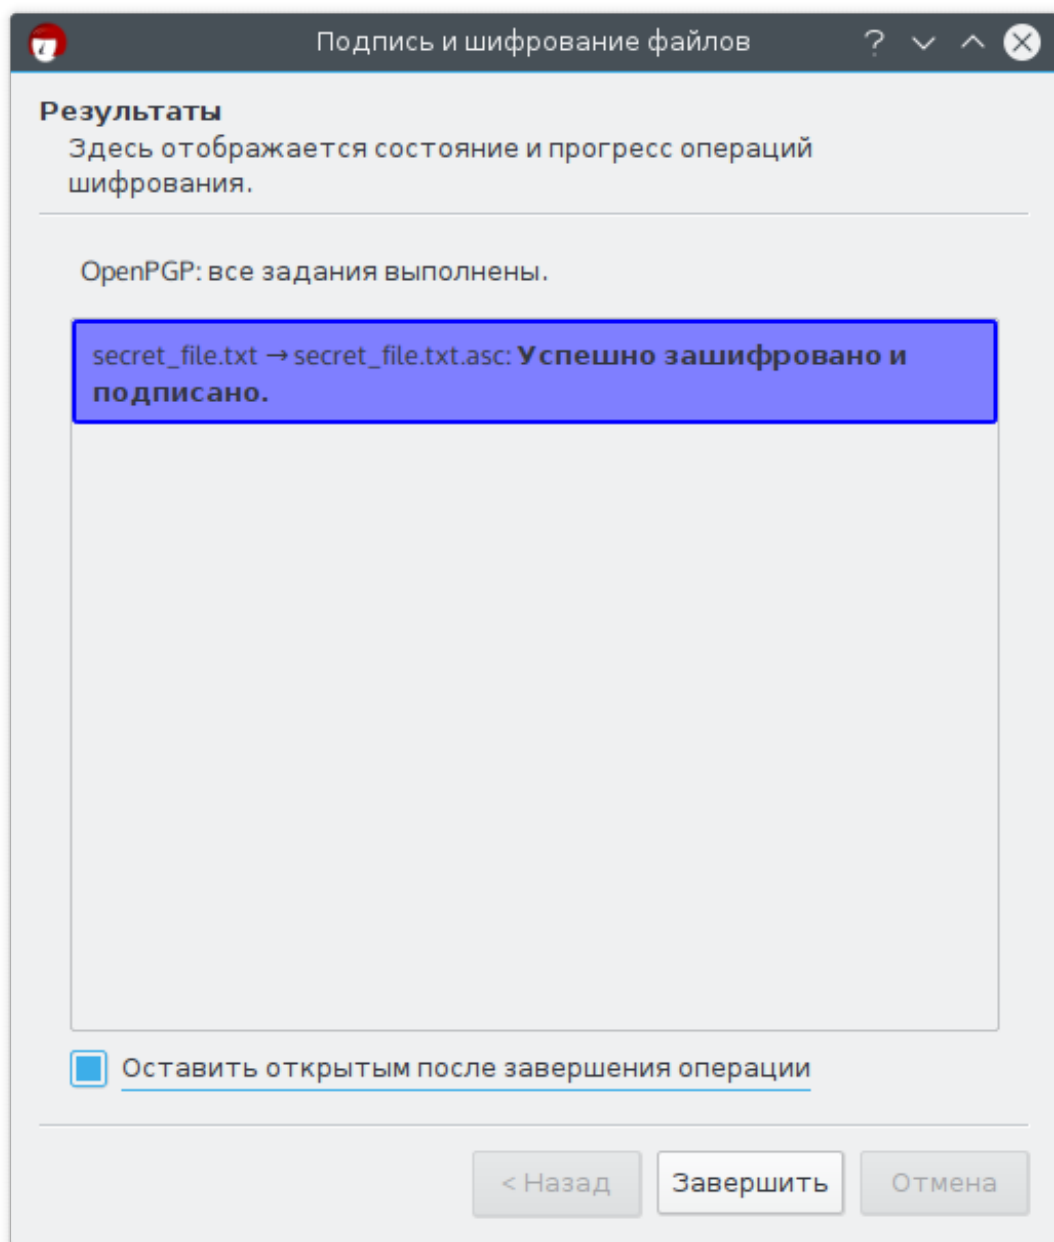 Подпись и шифрование файлов
Результаты
Здесь отображается состояние и прогресс операций
шифрования.
OpenPGP: все задания выполнены.
secret_file.txt → secret_file.txt.asc: Успешно зашифровано и
подписано.
Оставить открытым после завершения операции
< Назад Завершить Отмена